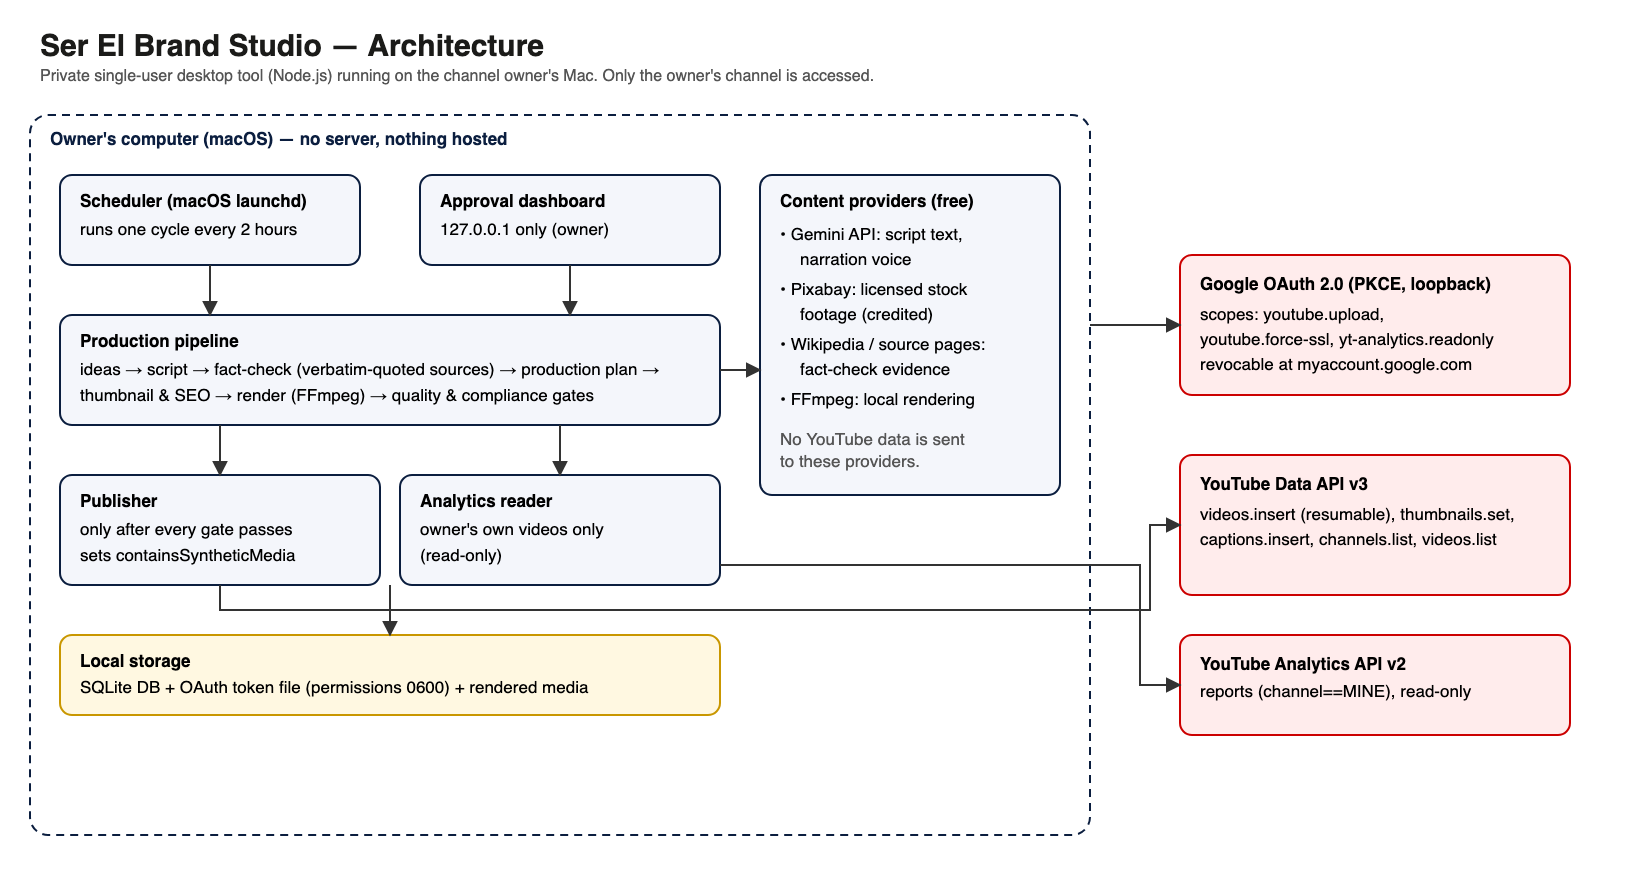 Ser El Brand Studio — Architecture
Private single-user desktop tool (Node.js) running on the channel owner's Mac. Only the owner's channel is accessed.
Owner's computer (macOS) — no server, nothing hosted
Scheduler (macOS launchd)
runs one cycle every 2 hours
Approval dashboard
127.0.0.1 only (owner)
Content providers (free)
• Gemini API: script text,
narration voice
• Pixabay: licensed stock
footage (credited)
• Wikipedia / source pages:
fact-check evidence
• FFmpeg: local rendering
No YouTube data is sent
to these providers.
Production pipeline
ideas → script → fact-check (verbatim-quoted sources) → production plan →
thumbnail & SEO → render (FFmpeg) → quality & compliance gates
Publisher
only after every gate passes
sets containsSyntheticMedia
Analytics reader
owner's own videos only
(read-only)
Local storage
SQLite DB + OAuth token file (permissions 0600) + rendered media
Google OAuth 2.0 (PKCE, loopback)
scopes: youtube.upload,
youtube.force-ssl, yt-analytics.readonly
revocable at myaccount.google.com
YouTube Data API v3
videos.insert (resumable), thumbnails.set,
captions.insert, channels.list, videos.list
YouTube Analytics API v2
reports (channel==MINE), read-only